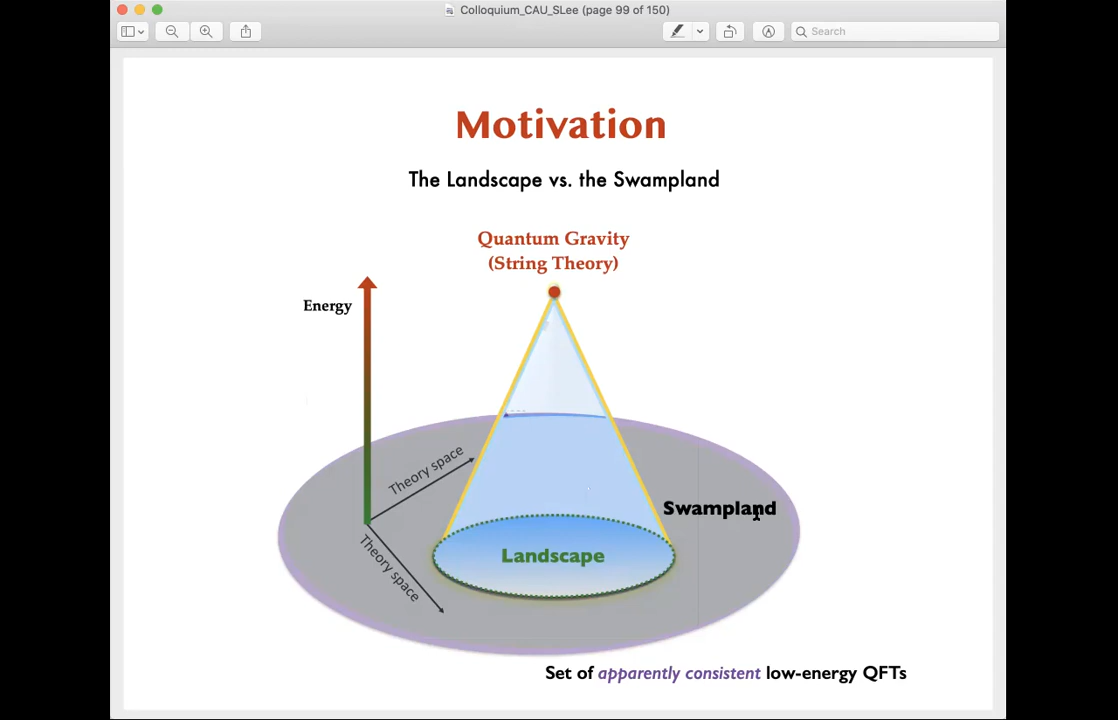 Colloquium_CAU_SLee (page 99 of 150)
Search
Motivation
The Landscape vs. the Swampland
Quantum Gravity
(String Theory)
Energy
Theory space
Swampland
Landscape
Theory space
Set of apparently consistent low-energy QFTs